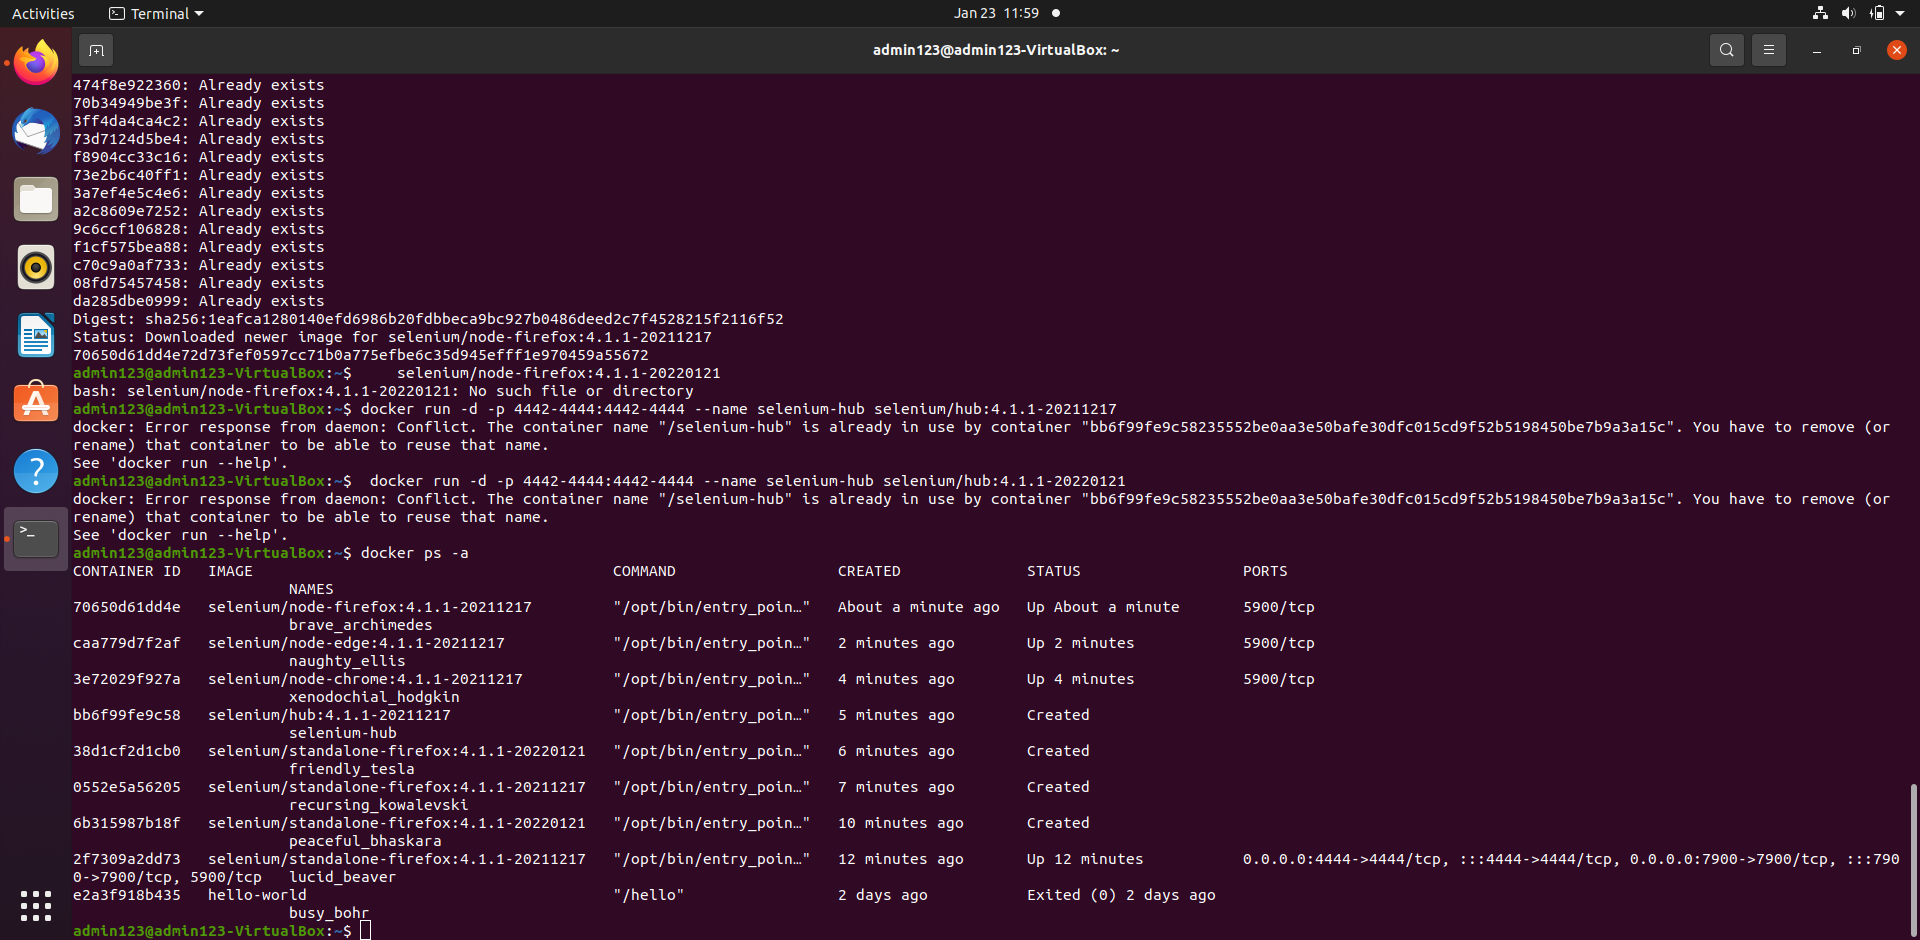 Activities Terminal Jan 23 11:59
admin123@admin123-VirtualBox: ~
474f8e922360: Already exists
70b34949be3f: Already exists
3ff4da4ca4c2: Already exists
73d7124d5be4: Already exists
f8904cc33c16: Already exists
73e2b6c40ff1: Already exists
3a7ef4e5c4e6: Already exists
a2c8609e7252: Already exists
9c6ccf106828: Already exists
f1cf575bea88: Already exists
c70c9a0af733: Already exists
08fd75457458: Already exists
da285dbe0999: Already exists
Digest: sha256:1eafca1280140efd6986b20fdbbeca9bc927b0486deed2c7f4528215f2116f52
Status: Downloaded newer image for selenium/node-firefox:4.1.1-20211217
70650d61dd4e72d73fef0597cc71b0a775efbe6c35d945efff1e970459a55672
admin123@admin123-VirtualBox:~$     selenium/node-firefox:4.1.1-20220121
bash: selenium/node-firefox:4.1.1-20220121: No such file or directory
admin123@admin123-VirtualBox:~$ docker run -d -p 4442-4444:4442-4444 --name selenium-hub selenium/hub:4.1.1-20211217
docker: Error response from daemon: Conflict. The container name "/selenium-hub" is already in use by container "bb6f99fe9c58235552be0aa3e50bafe30dfc015cd9f52b5198450be7b9a3a15c". You have to remove (or
rename) that container to be able to reuse that name.
See 'docker run --help'.
admin123@admin123-VirtualBox:~$  docker run -d -p 4442-4444:4442-4444 --name selenium-hub selenium/hub:4.1.1-20220121
docker: Error response from daemon: Conflict. The container name "/selenium-hub" is already in use by container "bb6f99fe9c58235552be0aa3e50bafe30dfc015cd9f52b5198450be7b9a3a15c". You have to remove (or
rename) that container to be able to reuse that name.
See 'docker run --help'.
admin123@admin123-VirtualBox:~$ docker ps -a
CONTAINER ID   IMAGE                                        COMMAND                  CREATED              STATUS                  PORTS
                        NAMES
70650d61dd4e   selenium/node-firefox:4.1.1-20211217         "/opt/bin/entry_poin…"   About a minute ago   Up About a minute       5900/tcp
                        brave_archimedes
caa779d7f2af   selenium/node-edge:4.1.1-20211217            "/opt/bin/entry_poin…"   2 minutes ago        Up 2 minutes            5900/tcp
                        naughty_ellis
3e72029f927a   selenium/node-chrome:4.1.1-20211217          "/opt/bin/entry_poin…"   4 minutes ago        Up 4 minutes            5900/tcp
                        xenodochial_hodgkin
bb6f99fe9c58   selenium/hub:4.1.1-20211217                  "/opt/bin/entry_poin…"   5 minutes ago        Created
                        selenium-hub
38d1cf2d1cb0   selenium/standalone-firefox:4.1.1-20220121   "/opt/bin/entry_poin…"   6 minutes ago        Created
                        friendly_tesla
0552e5a56205   selenium/standalone-firefox:4.1.1-20211217   "/opt/bin/entry_poin…"   7 minutes ago        Created
                        recursing_kowalevski
6b315987b18f   selenium/standalone-firefox:4.1.1-20220121   "/opt/bin/entry_poin…"   10 minutes ago       Created
                        peaceful_bhaskara
2f7309a2dd73   selenium/standalone-firefox:4.1.1-20211217   "/opt/bin/entry_poin…"   12 minutes ago       Up 12 minutes           0.0.0.0:4444->4444/tcp, :::4444->4444/tcp, 0.0.0.0:7900->7900/tcp, :::790
0->7900/tcp, 5900/tcp   lucid_beaver
e2a3f918b435   hello-world                                  "/hello"                 2 days ago           Exited (0) 2 days ago
                        busy_bohr
admin123@admin123-VirtualBox:~$